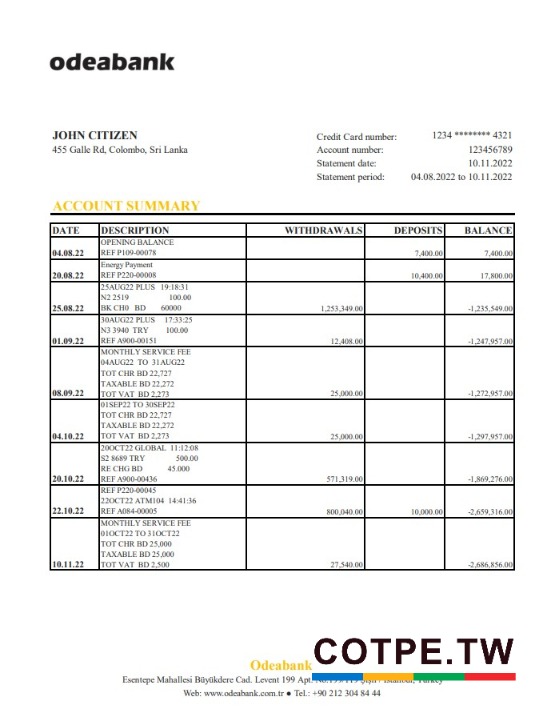 odeabank
JOHN CITIZEN
455 Galle Rd, Colombo, Sri Lanka
Credit Card number: 1234 ******** 4321
Account number: 123456789
Statement date: 10.11.2022
Statement period: 04.08.2022 to 10.11.2022
ACCOUNT SUMMARY
DATE DESCRIPTION WITHDRAWALS DEPOSITS BALANCE
OPENING BALANCE
04.08.22 REF P109-00078 7,400.00 7,400.00
Energy Payment
20.08.22 REF P220-00008 10,400.00 17,800.00
25AUG22 PLUS 19:18:31
N2 2519 100.00
25.08.22 BK CH0 BD 60000 1,253,349.00 -1,235,549.00
30AUG22 PLUS 17:33:25
N3 3940 TRY 100.00
01.09.22 REF A900-00151 12,408.00 -1,247,957.00
MONTHLY SERVICE FEE
04AUG22 TO 31AUG22
TOT CHR BD 22,727
TAXABLE BD 22,272
08.09.22 TOT VAT BD 2,273 25,000.00 -1,272,957.00
01SEP22 TO 30SEP22
TOT CHR BD 22,727
TAXABLE BD 22,272
04.10.22 TOT VAT BD 2,273 25,000.00 -1,297,957.00
20OCT22 GLOBAL 11:12:08
S2 8689 TRY 500.00
RE CHG BD 45.000
20.10.22 REF A900-00436 571,319.00 -1,869,276.00
REF P220-00045
22OCT22 ATM104 14:41:36
22.10.22 REF A084-00005 800,040.00 10,000.00 -2,659,316.00
MONTHLY SERVICE FEE
01OCT22 TO 31OCT22
TOT CHR BD 25,000
TAXABLE BD 25,000
10.11.22 TOT VAT BD 2,500 27,540.00 -2,686,856.00
Odeabank
COTPE.TW
Esentepe Mahallesi Büyükdere Cad. Levent 199 Apt. Turkey
Web: www.odeabank.com.tr ● Tel.: +90 212 304 84 44